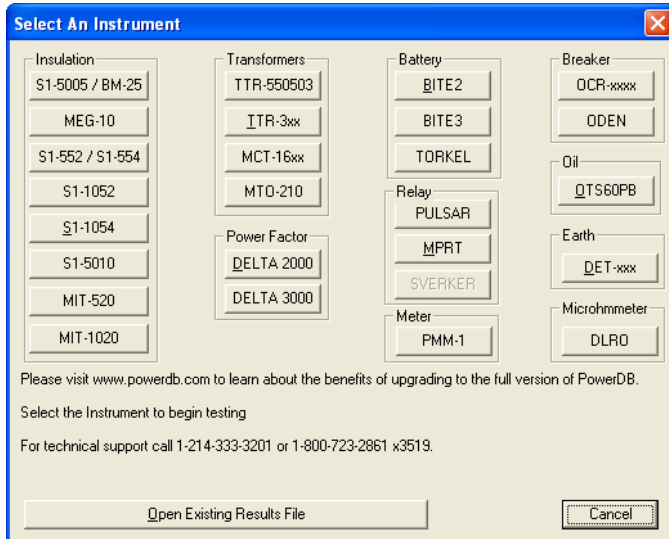 Select An Instrument
Insulation
S1-5005 / BM-25
MEG-10
S1-552 / S1-554
S1-1052
S1-1054
S1-5010
MIT-520
MIT-1020
Transformers
TTR-550503
TTR-3xx
MCT-16xx
MTO-210
Power Factor
DELTA 2000
DELTA 3000
Battery
BITE2
BITE3
TORKEL
Relay
PULSAR
MPRT
SVERKER
Meter
PMM-1
Breaker
OCR-xxxx
ODEN
Oil
OTS60PB
Earth
DET-xxx
Microhmmeter
DLRO
Please visit www.powerdb.com to learn about the benefits of upgrading to the full version of PowerDB.
Select the Instrument to begin testing
For technical support call 1-214-333-3201 or 1-800-723-2861 x3519.
Open Existing Results File
Cancel